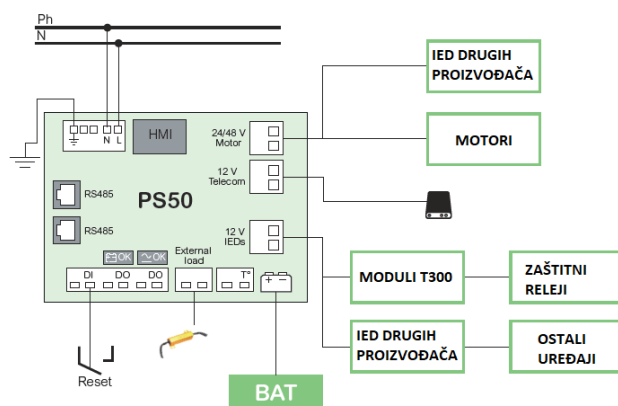 Ph
N
N L
HMI
24/48 V
Motor
12 V
Telecom
RS485
PS50
RS485
12 V
IEDs
OK
OK
External
load
DI
DO
DO
T°
+ -
Reset
BAT
IED DRUGIH
PROIZVOĐAČA
MOTORI
MODULI T300
ZAŠTITNI
RELEJI
IED DRUGIH
PROIZVOĐAČA
OSTALI
UREĐAJI